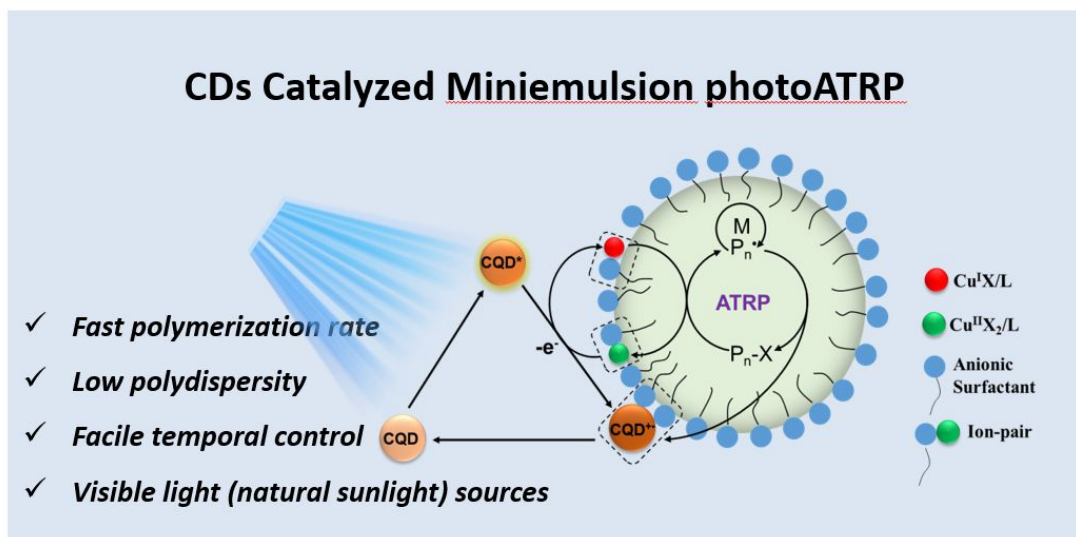 CDs Catalyzed Miniemulsion photoATRP
✓ Fast polymerization rate
✓ Low polydispersity
✓ Facile temporal control
✓ Visible light (natural sunlight) sources
CQD*
CQD
-e⁻
CQD⁺•
M
Pₙ•
ATRP
Pₙ-X
CuᴵX/L
CuᴵᴵX₂/L
Anionic
Surfactant
Ion-pair